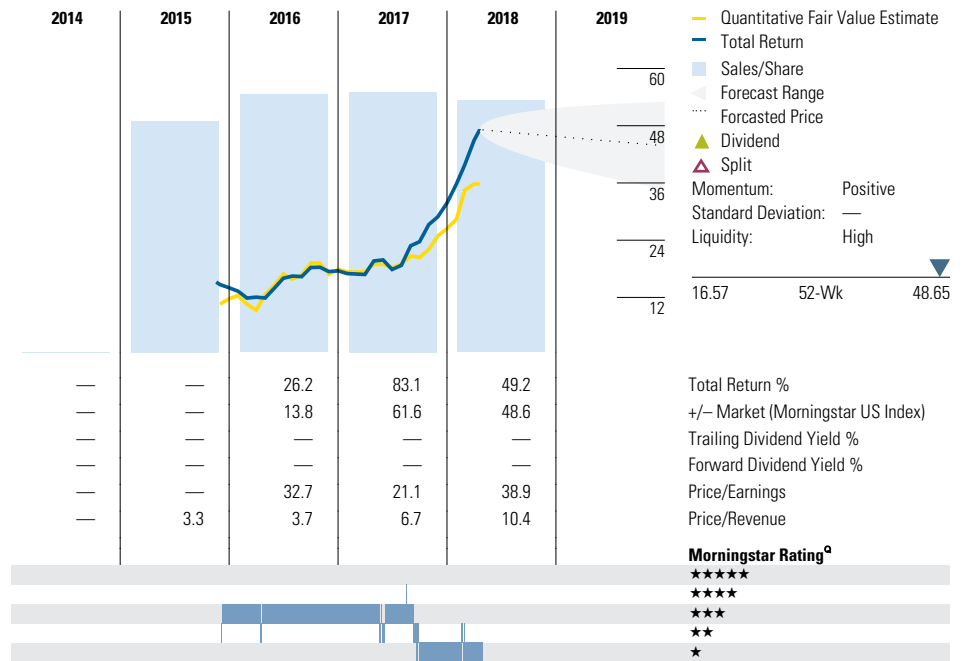 2014 2015 2016 2017 2018 2019
Quantitative Fair Value Estimate
Total Return
Sales/Share
Forecast Range
Forcasted Price
Dividend
Split
Momentum: Positive
Standard Deviation: —
Liquidity: High
16.57 52-Wk 48.65
60
48
36
24
12
— — 26.2 83.1 49.2 Total Return %
— — 13.8 61.6 48.6 +/– Market (Morningstar US Index)
— — — — — Trailing Dividend Yield %
— — — — — Forward Dividend Yield %
— — 32.7 21.1 38.9 Price/Earnings
— 3.3 3.7 6.7 10.4 Price/Revenue
Morningstar RatingQ
★★★★★
★★★★
★★★
★★
★